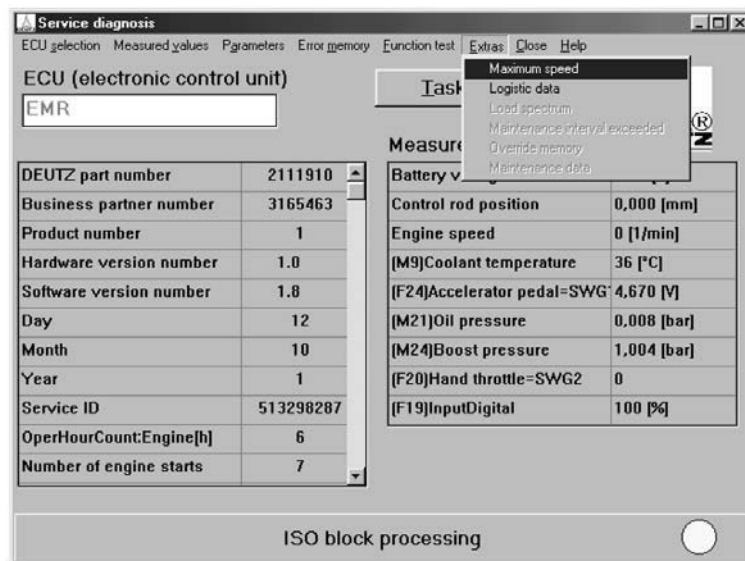 Service diagnosis
ECU selection Measured values Parameters Error memory Function test Extras Close Help
ECU (electronic control unit)
EMR
Task
Maximum speed
Logistic data
Load spectrum
Maintenance interval exceeded
Override memory
Maintenance data
®
DEUTZ part number 2111910
Business partner number 3165463
Product number 1
Hardware version number 1.0
Software version number 1.8
Day 12
Month 10
Year 1
Service ID 513298287
OperHourCount:Engine[h] 6
Number of engine starts 7
Measure
Battery v
Control rod position 0,000 [mm]
Engine speed 0 [1/min]
(M9)Coolant temperature 36 [°C]
(F24)Accelerator pedal=SWG 4,670 [V]
(M21)Oil pressure 0,008 [bar]
(M24)Boost pressure 1,004 [bar]
(F20)Hand throttle=SWG2 0
(F19)InputDigital 100 [%]
ISO block processing